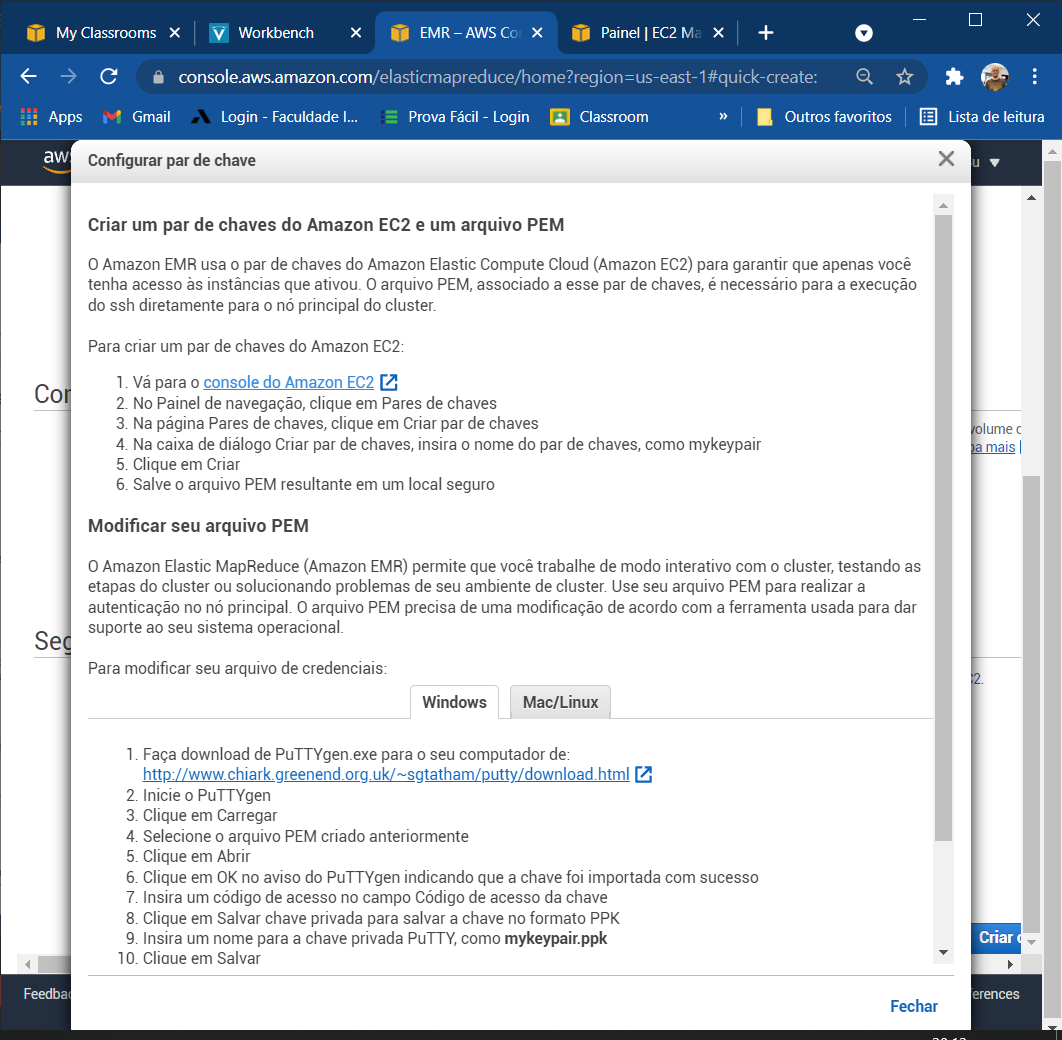 My Classrooms
Workbench
EMR – AWS Co
Painel | EC2 Ma
console.aws.amazon.com/elasticmapreduce/home?region=us-east-1#quick-create:
Apps
Gmail
Login - Faculdade I...
Prova Fácil - Login
Classroom
»
Outros favoritos
Lista de leitura
aws
Configurar par de chave
Criar um par de chaves do Amazon EC2 e um arquivo PEM
O Amazon EMR usa o par de chaves do Amazon Elastic Compute Cloud (Amazon EC2) para garantir que apenas você
tenha acesso às instâncias que ativou. O arquivo PEM, associado a esse par de chaves, é necessário para a execução
do ssh diretamente para o nó principal do cluster.
Para criar um par de chaves do Amazon EC2:
1. Vá para o console do Amazon EC2
2. No Painel de navegação, clique em Pares de chaves
3. Na página Pares de chaves, clique em Criar par de chaves
4. Na caixa de diálogo Criar par de chaves, insira o nome do par de chaves, como mykeypair
5. Clique em Criar
6. Salve o arquivo PEM resultante em um local seguro
Con
volume d
ba mais
Modificar seu arquivo PEM
O Amazon Elastic MapReduce (Amazon EMR) permite que você trabalhe de modo interativo com o cluster, testando as
etapas do cluster ou solucionando problemas de seu ambiente de cluster. Use seu arquivo PEM para realizar a
autenticação no nó principal. O arquivo PEM precisa de uma modificação de acordo com a ferramenta usada para dar
suporte ao seu sistema operacional.
Seg
C2.
Para modificar seu arquivo de credenciais:
Windows
Mac/Linux
1. Faça download de PuTTYgen.exe para o seu computador de:
http://www.chiark.greenend.org.uk/~sgtatham/putty/download.html
2. Inicie o PuTTYgen
3. Clique em Carregar
4. Selecione o arquivo PEM criado anteriormente
5. Clique em Abrir
6. Clique em OK no aviso do PuTTYgen indicando que a chave foi importada com sucesso
7. Insira um código de acesso no campo Código de acesso da chave
8. Clique em Salvar chave privada para salvar a chave no formato PPK
9. Insira um nome para a chave privada PuTTY, como mykeypair.ppk
10. Clique em Salvar
Criar c
Feedbac
ferences
Fechar